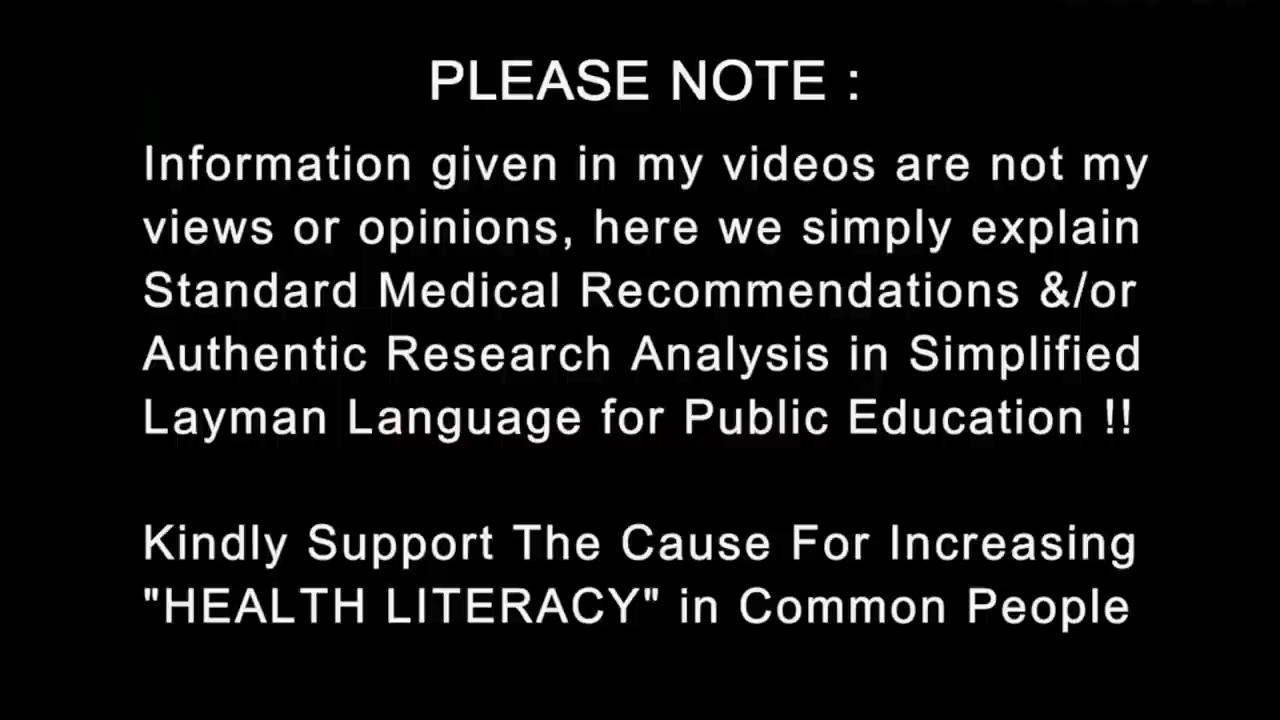 PLEASE NOTE :
Information given in my videos are not my
views or opinions, here we simply explain
Standard Medical Recommendations &/or
Authentic Research Analysis in Simplified
Layman Language for Public Education !!
Kindly Support The Cause For Increasing
"HEALTH LITERACY" in Common People